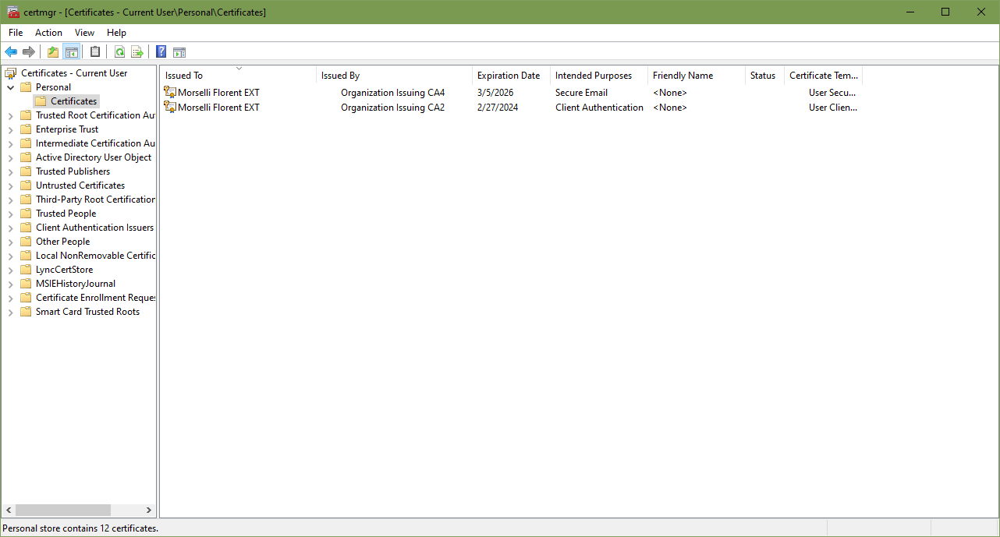 certmgr - [Certificates - Current User\Personal\Certificates]
File Action View Help
Certificates - Current User
Personal
Certificates
Trusted Root Certification Au
Enterprise Trust
Intermediate Certification Au
Active Directory User Object
Trusted Publishers
Untrusted Certificates
Third-Party Root Certification
Trusted People
Client Authentication Issuers
Other People
Local NonRemovable Certific
LyncCertStore
MSIEHistoryJournal
Certificate Enrollment Reques
Smart Card Trusted Roots
Issued To Issued By Expiration Date Intended Purposes Friendly Name Status Certificate Tem...
Morselli Florent EXT Organization Issuing CA4 3/5/2026 Secure Email <None> User Secu...
Morselli Florent EXT Organization Issuing CA2 2/27/2024 Client Authentication <None> User Clien...
Personal store contains 12 certificates.